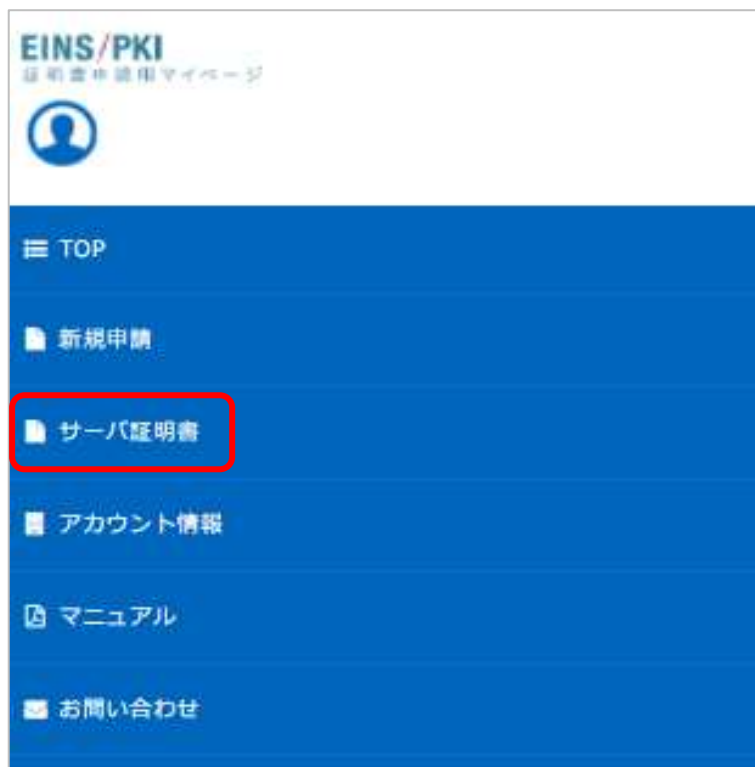 EINS/PKI
証明書申請用マイページ
TOP
新規申請
サーバ証明書
アカウント情報
マニュアル
お問い合わせ